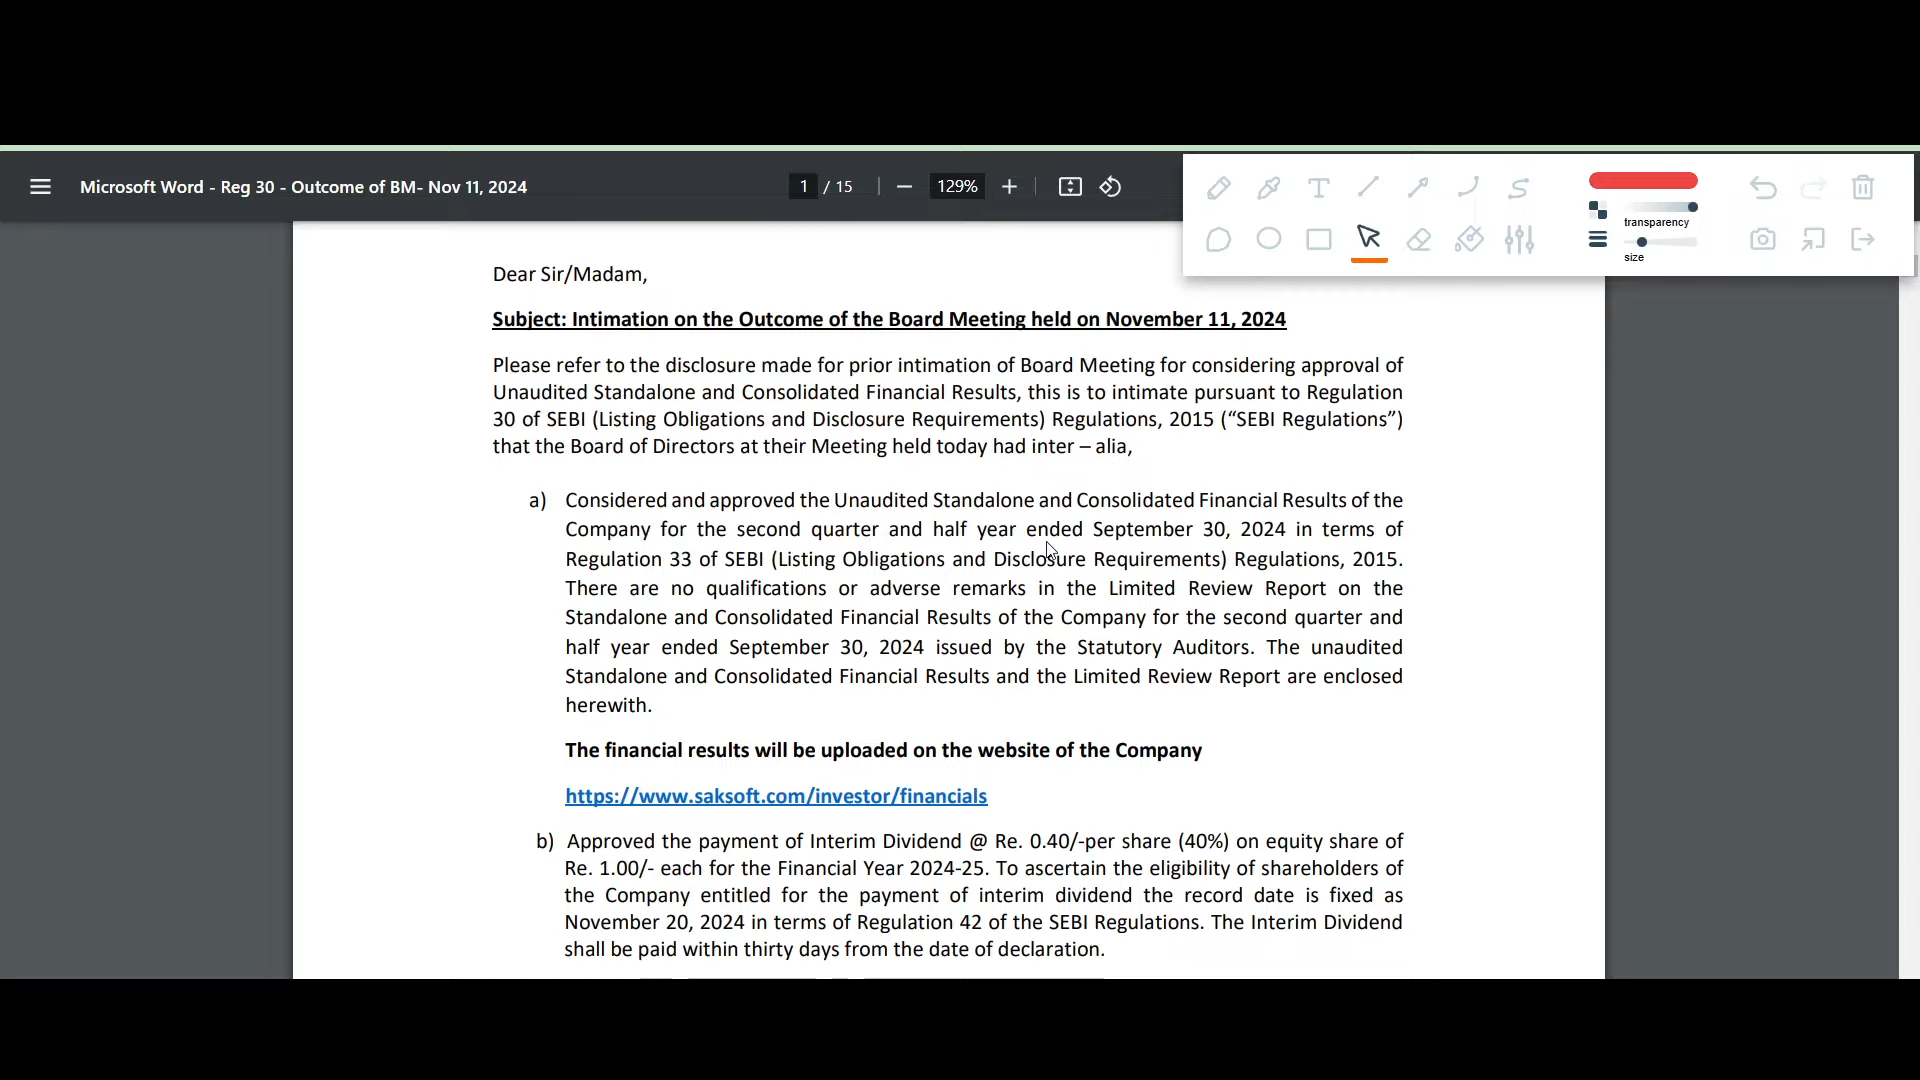 Microsoft Word - Reg 30 - Outcome of BM- Nov 11, 2024
1 / 15
129%
T
transparency
size
Dear Sir/Madam,
Subject: Intimation on the Outcome of the Board Meeting held on November 11, 2024
Please refer to the disclosure made for prior intimation of Board Meeting for considering approval of
Unaudited Standalone and Consolidated Financial Results, this is to intimate pursuant to Regulation
30 of SEBI (Listing Obligations and Disclosure Requirements) Regulations, 2015 (“SEBI Regulations”)
that the Board of Directors at their Meeting held today had inter – alia,
a) Considered and approved the Unaudited Standalone and Consolidated Financial Results of the
Company for the second quarter and half year ended September 30, 2024 in terms of
Regulation 33 of SEBI (Listing Obligations and Disclosure Requirements) Regulations, 2015.
There are no qualifications or adverse remarks in the Limited Review Report on the
Standalone and Consolidated Financial Results of the Company for the second quarter and
half year ended September 30, 2024 issued by the Statutory Auditors. The unaudited
Standalone and Consolidated Financial Results and the Limited Review Report are enclosed
herewith.
The financial results will be uploaded on the website of the Company
https://www.saksoft.com/investor/financials
b) Approved the payment of Interim Dividend @ Re. 0.40/-per share (40%) on equity share of
Re. 1.00/- each for the Financial Year 2024-25. To ascertain the eligibility of shareholders of
the Company entitled for the payment of interim dividend the record date is fixed as
November 20, 2024 in terms of Regulation 42 of the SEBI Regulations. The Interim Dividend
shall be paid within thirty days from the date of declaration.